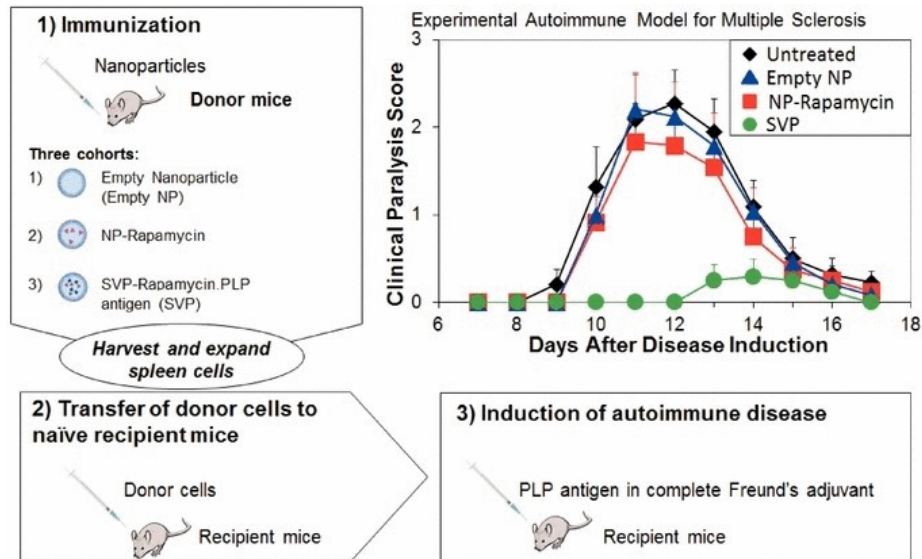 1) Immunization
Nanoparticles
Donor mice
Three cohorts:
1) Empty Nanoparticle
(Empty NP)
2) NP-Rapamycin
3) SVP-Rapamycin.PLP
antigen (SVP)
Harvest and expand
spleen cells
Experimental Autoimmune Model for Multiple Sclerosis
Clinical Paralysis Score
3
2
1
0
Untreated
Empty NP
NP-Rapamycin
SVP
6 8 10 12 14 16 18
Days After Disease Induction
2) Transfer of donor cells to
naïve recipient mice
Donor cells
Recipient mice
3) Induction of autoimmune disease
PLP antigen in complete Freund's adjuvant
Recipient mice